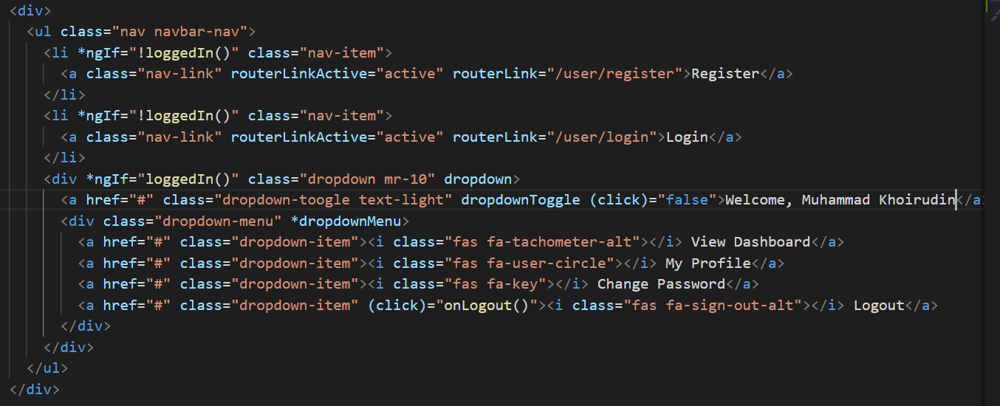 <div>
<ul class="nav navbar-nav">
<li *ngIf="!loggedIn()" class="nav-item">
<a class="nav-link" routerLinkActive="active" routerLink="/user/register">Register</a>
</li>
<li *ngIf="!loggedIn()" class="nav-item">
<a class="nav-link" routerLinkActive="active" routerLink="/user/login">Login</a>
</li>
<div *ngIf="loggedIn()" class="dropdown mr-10" dropdown>
<a href="#" class="dropdown-toogle text-light" dropdownToggle (click)="false">Welcome, Muhammad Khoirudin</a>
<div class="dropdown-menu" *dropdownMenu>
<a href="#" class="dropdown-item"><i class="fas fa-tachometer-alt"></i> View Dashboard</a>
<a href="#" class="dropdown-item"><i class="fas fa-user-circle"></i> My Profile</a>
<a href="#" class="dropdown-item"><i class="fas fa-key"></i> Change Password</a>
<a href="#" class="dropdown-item" (click)="onLogout()"><i class="fas fa-sign-out-alt"></i> Logout</a>
</div>
</div>
</ul>
</div>